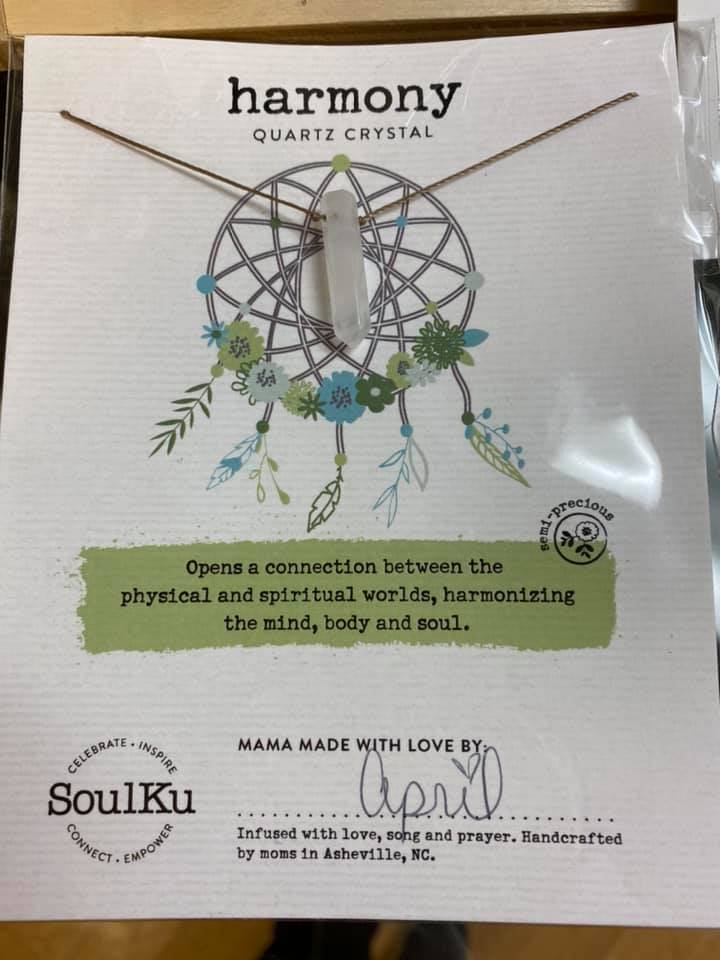 harmony
QUARTZ CRYSTAL
semi-precious
Opens a connection between the
physical and spiritual worlds, harmonizing
the mind, body and soul.
CELEBRATE • INSPIRE
SoulKu
CONNECT • EMPOWER
MAMA MADE WITH LOVE BY:
April
Infused with love, song and prayer. Handcrafted
by moms in Asheville, NC.